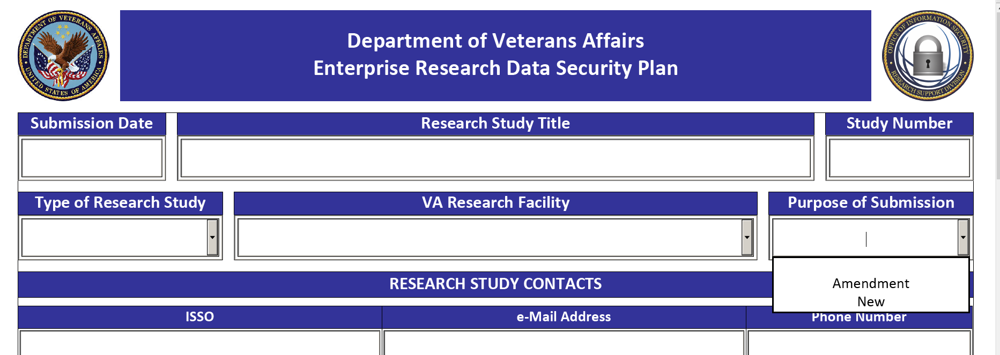 DEPARTMENT OF VETERANS AFFAIRS
UNITED STATES OF AMERICA
Department of Veterans Affairs
Enterprise Research Data Security Plan
OFFICE OF INFORMATION SECURITY
RESEARCH SUPPORT DIVISION
Submission Date
Research Study Title
Study Number
Type of Research Study
VA Research Facility
Purpose of Submission
RESEARCH STUDY CONTACTS
Amendment
New
ISSO
e-Mail Address
Phone Number